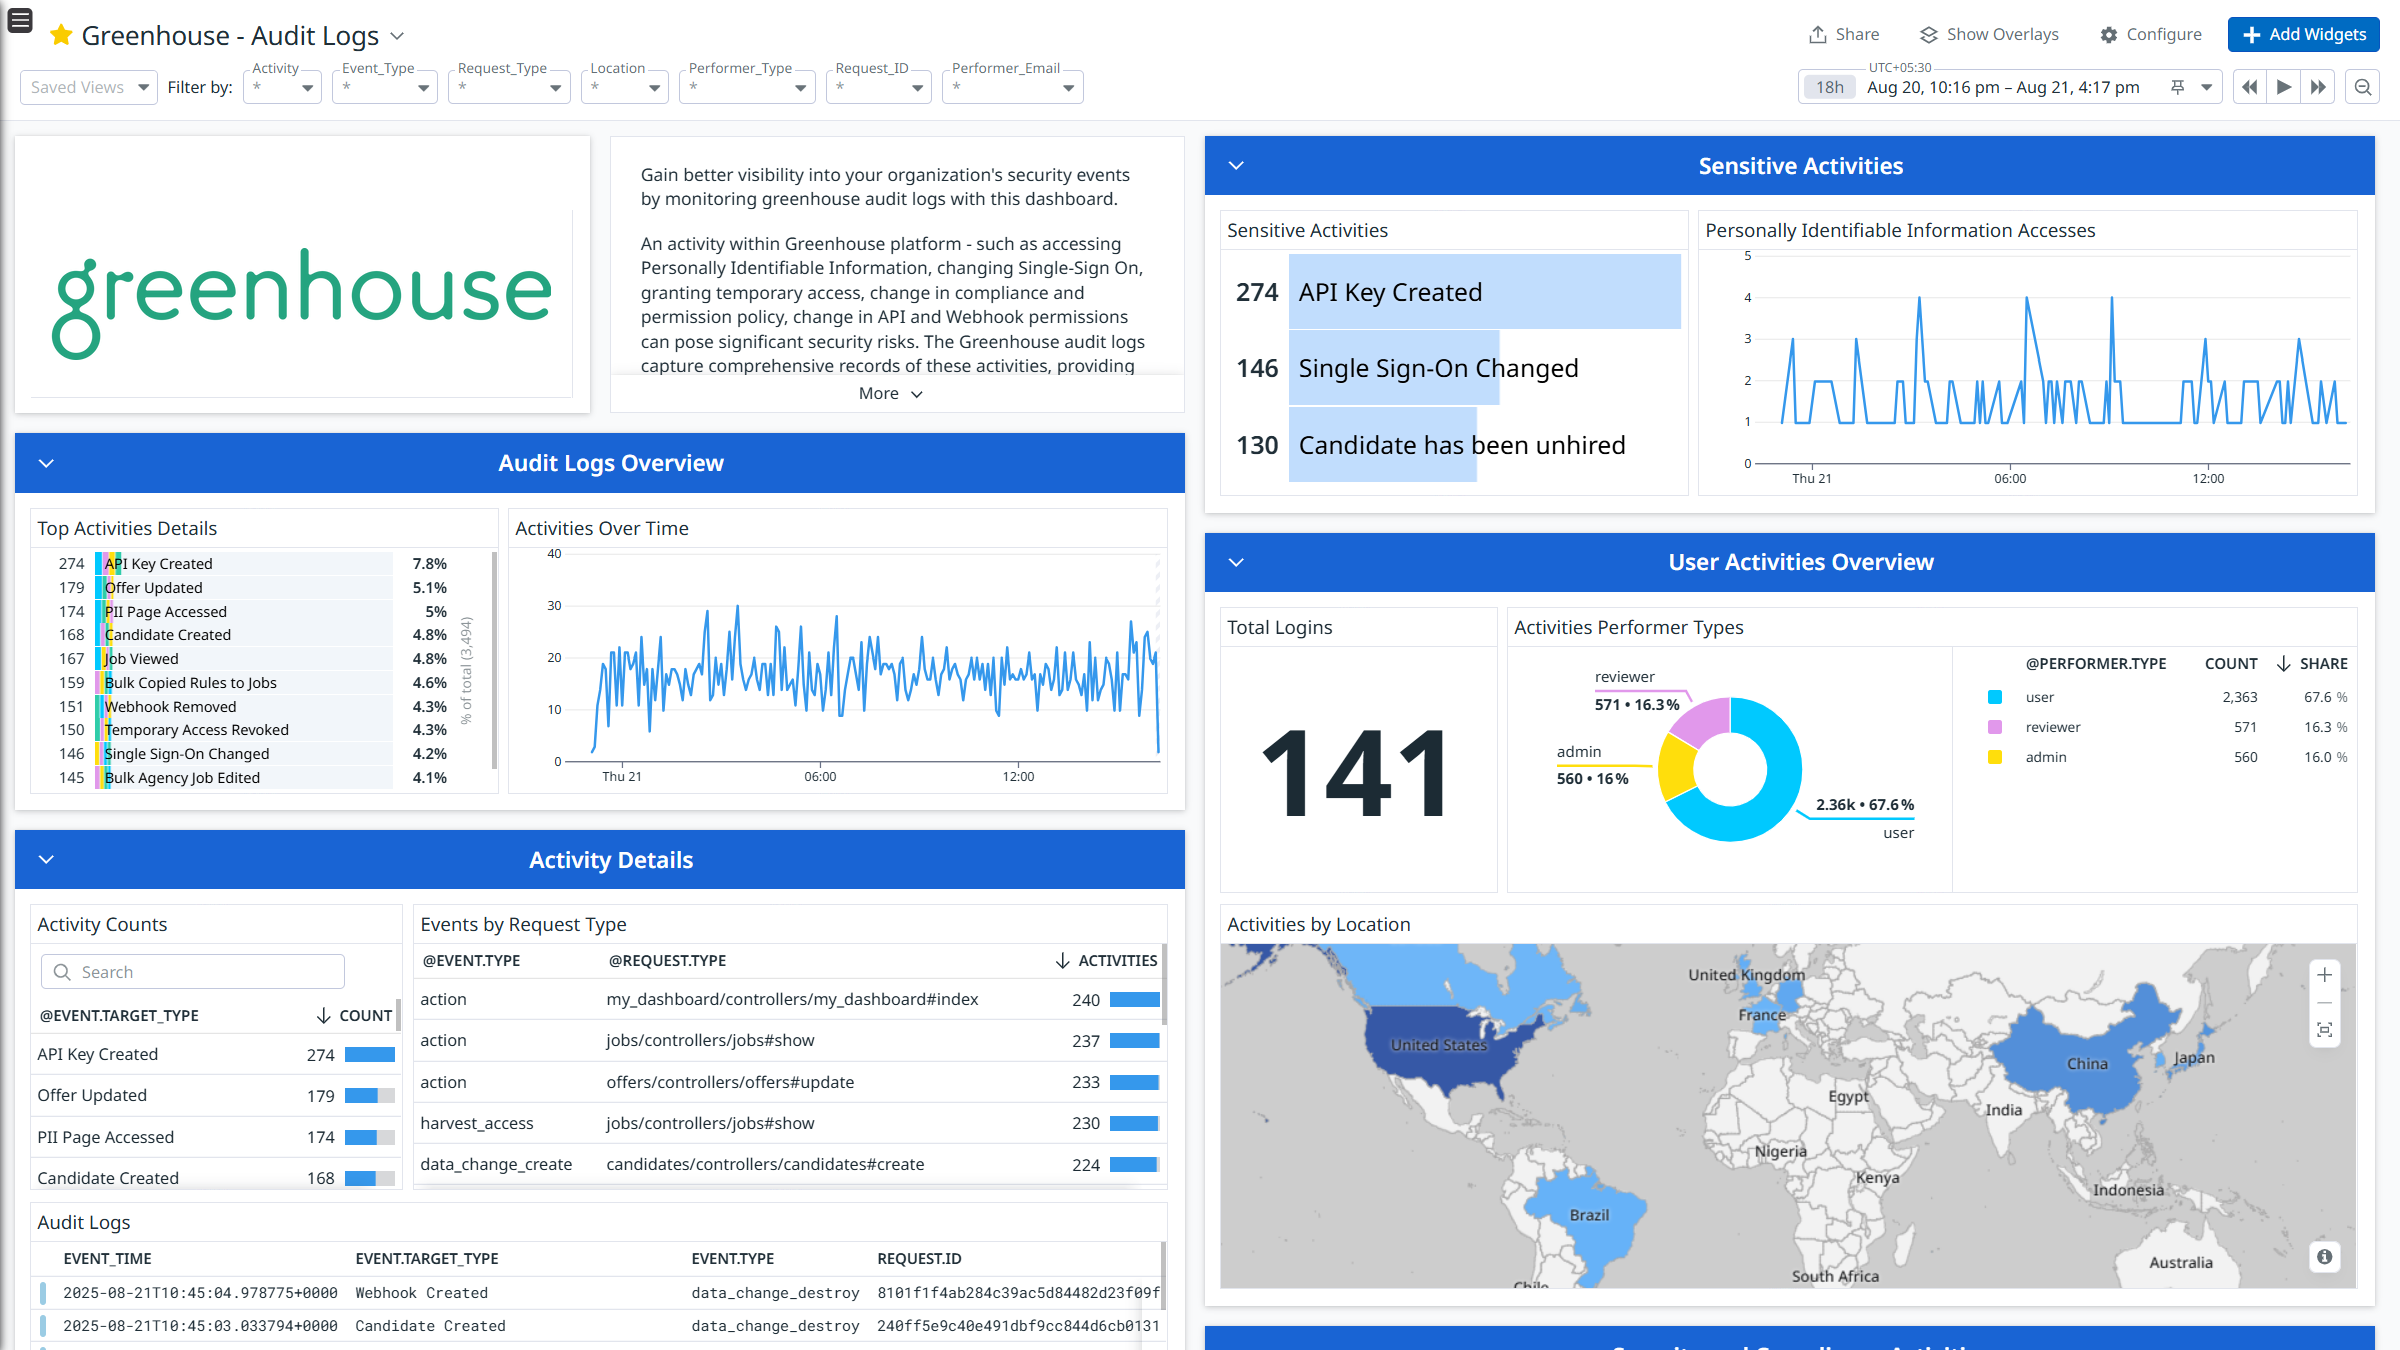 Greenhouse - Audit Logs
Share
Show Overlays
Configure
Add Widgets
Saved Views
Filter by:
Activity
*
Event_Type
*
Request_Type
*
Location
*
Performer_Type
*
Request_ID
*
Performer_Email
*
UTC+05:30
18h
Aug 20, 10:16 pm – Aug 21, 4:17 pm
greenhouse
Gain better visibility into your organization's security events
by monitoring greenhouse audit logs with this dashboard.
An activity within Greenhouse platform - such as accessing
Personally Identifiable Information, changing Single-Sign On,
granting temporary access, change in compliance and
permission policy, change in API and Webhook permissions
can pose significant security risks. The Greenhouse audit logs
capture comprehensive records of these activities, providing
More
Audit Logs Overview
Top Activities Details
274 API Key Created 7.8%
179 Offer Updated 5.1%
174 PII Page Accessed 5%
168 Candidate Created 4.8%
167 Job Viewed 4.8%
159 Bulk Copied Rules to Jobs 4.6%
151 Webhook Removed 4.3%
150 Temporary Access Revoked 4.3%
146 Single Sign-On Changed 4.2%
145 Bulk Agency Job Edited 4.1%
% of total (3,494)
Activities Over Time
40
30
20
10
0
Thu 21 06:00 12:00
Activity Details
Activity Counts
Search
@EVENT.TARGET_TYPE COUNT
API Key Created 274
Offer Updated 179
PII Page Accessed 174
Candidate Created 168
Events by Request Type
@EVENT.TYPE @REQUEST.TYPE ACTIVITIES
action my_dashboard/controllers/my_dashboard#index 240
action jobs/controllers/jobs#show 237
action offers/controllers/offers#update 233
harvest_access jobs/controllers/jobs#show 230
data_change_create candidates/controllers/candidates#create 224
Audit Logs
EVENT_TIME EVENT.TARGET_TYPE EVENT.TYPE REQUEST.ID
2025-08-21T10:45:04.978775+0000 Webhook Created data_change_destroy 8101f1f4ab284c39ac5d84482d23f09f
2025-08-21T10:45:03.033794+0000 Candidate Created data_change_destroy 240ff5e9c40e491dbf9cc844d6cb0131
Sensitive Activities
Sensitive Activities
274 API Key Created
146 Single Sign-On Changed
130 Candidate has been unhired
Personally Identifiable Information Accesses
5
4
3
2
1
0
Thu 21 06:00 12:00
User Activities Overview
Total Logins
141
Activities Performer Types
reviewer
571 • 16.3%
admin
560 • 16%
2.36k • 67.6%
user
@PERFORMER.TYPE COUNT SHARE
user 2,363 67.6 %
reviewer 571 16.3 %
admin 560 16.0 %
Activities by Location
United Kingdom
France
United States
China
Japan
Egypt
India
Nigeria
Kenya
Indonesia
Brazil
Australia
South Africa
Chile